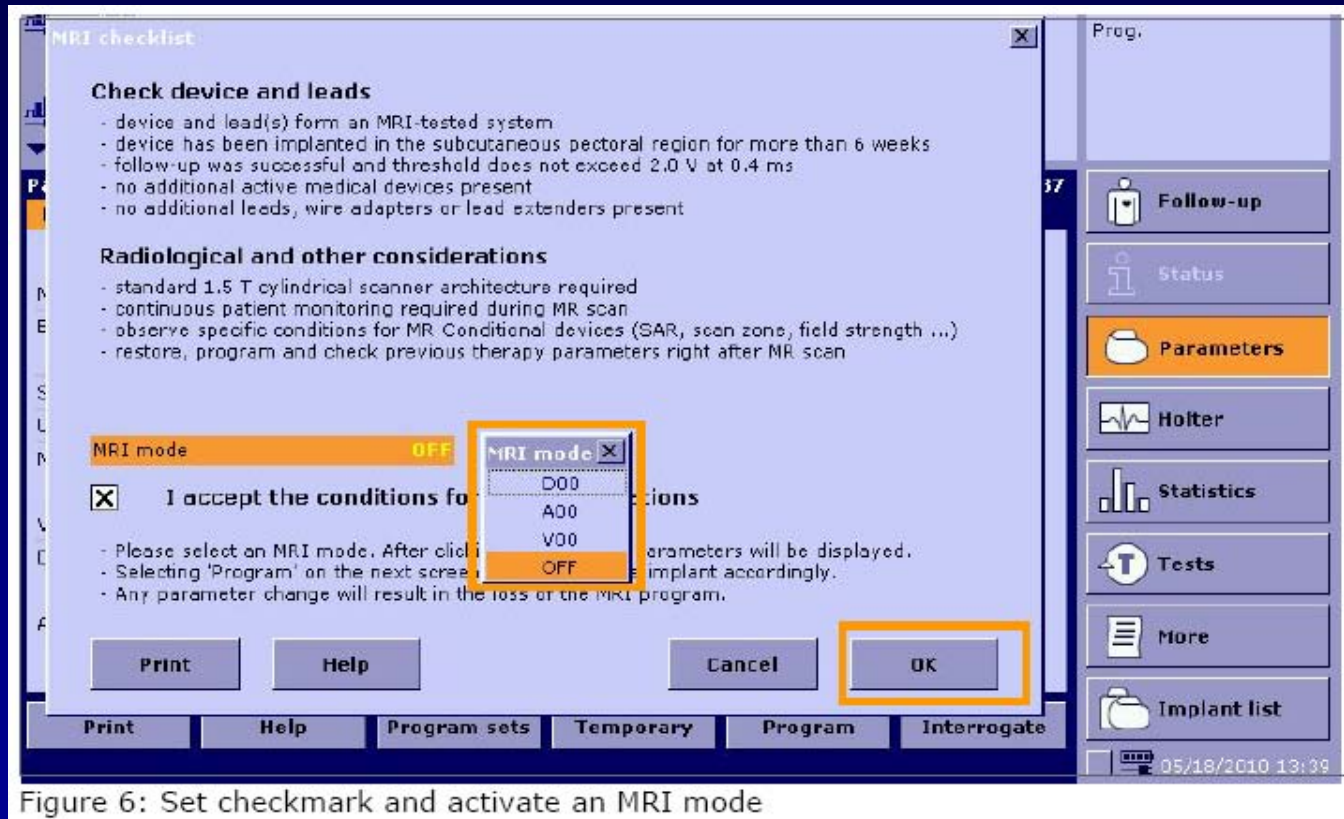 MRI checklist
Check device and leads
- device and lead(s) form an MRI-tested system
- device has been implanted in the subcutaneous pectoral region for more than 6 weeks
- follow-up was successful and threshold does not exceed 2.0 V at 0.4 ms
- no additional active medical devices present
- no additional leads, wire adapters or lead extenders present
Radiological and other considerations
- standard 1.5 T cylindrical scanner architecture required
- continuous patient monitoring required during MR scan
- observe specific conditions for MR Conditional devices (SAR, scan zone, field strength ...)
- restore, program and check previous therapy parameters right after MR scan
MRI mode OFF
MRI mode
D00
A00
V00
OFF
I accept the conditions for
- Please select an MRI mode. After parameters will be displayed.
- Selecting 'Program' on the next implant accordingly.
- Any parameter change will result in the loss of the MRI program.
Print Help Cancel OK
Print Help Program sets Temporary Program Interrogate
37
Prog.
Follow-up
Status
Parameters
Holter
Statistics
Tests
More
Implant list
05/18/2010 13:39
Figure 6: Set checkmark and activate an MRI mode